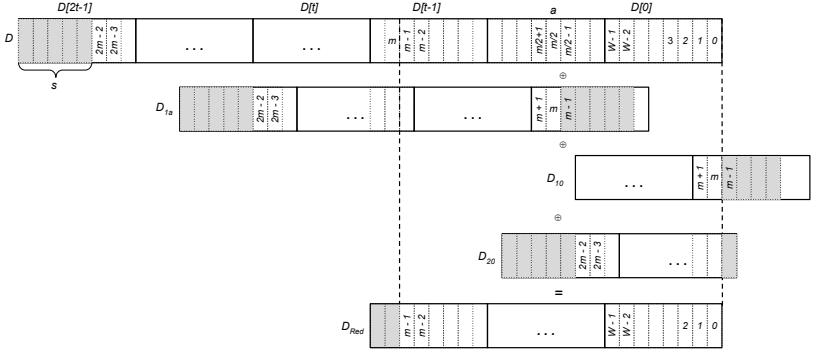 D[2t-1] D[t] D[t-1] a D[0]
D 2m - 2 2m - 3 ... ... m m - 1 m - 2 m/2+1 m/2 m/2 - 1 W - 1 W - 2 3 2 1 0
s ⊕
D1a 2m - 2 2m - 3 ... ... m + 1 m m - 1
⊕
D10 ... m + 1 m m - 1
⊕
D20 2m - 2 2m - 3 ...
=
DRed m - 1 m - 2 ... W - 1 W - 2 2 1 0